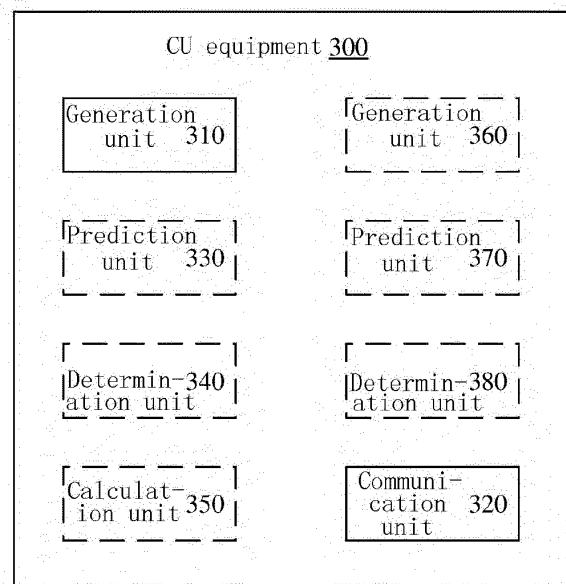 CU equipment 300
Generation
unit 310
Generation
unit 360
Prediction
unit 330
Prediction
unit 370
Determin-340
ation unit
Determin-380
ation unit
Calculat-
ion unit 350
Communi-
cation 320
unit